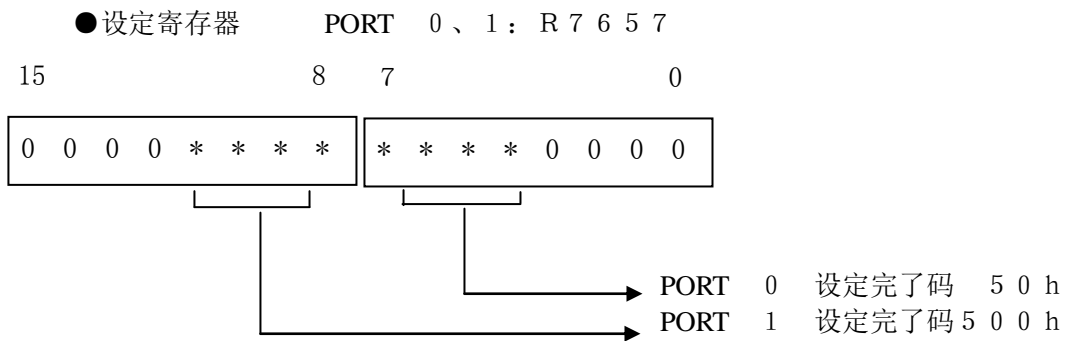 ●设定寄存器 PORT 0、1：R7657
15 8 7 0
0 0 0 0 * * * * * * * * 0 0 0 0
PORT 0 设定完了码 50h
PORT 1 设定完了码500h